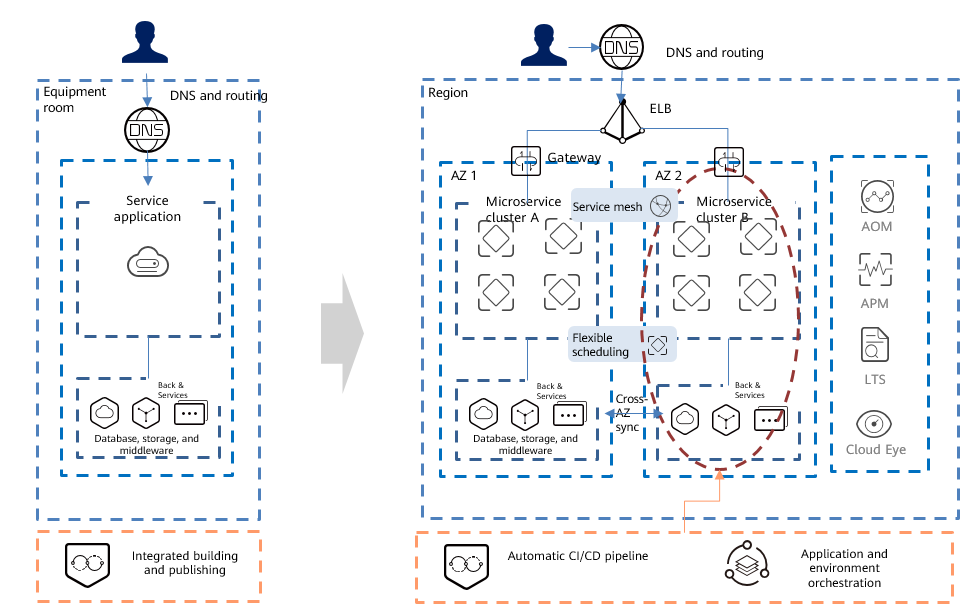 Equipment
room
DNS and routing
DNS
Service
application
Back &
Services
Database, storage, and
middleware
Integrated building
and publishing
DNS
DNS and routing
Region
ELB
Gateway
AZ 1
AZ 2
Microservice
cluster A
Service mesh
Microservice
cluster B
Flexible
scheduling
Back &
Services
Database, storage, and
middleware
Cross-
AZ
sync
Back &
Services
AOM
APM
LTS
Cloud Eye
Automatic CI/CD pipeline
Application and
environment
orchestration